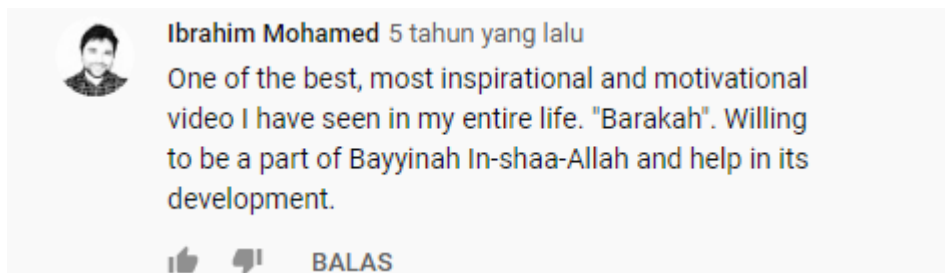 Ibrahim Mohamed 5 tahun yang lalu
One of the best, most inspirational and motivational
video I have seen in my entire life. "Barakah". Willing
to be a part of Bayyinah In-shaa-Allah and help in its
development.
BALAS